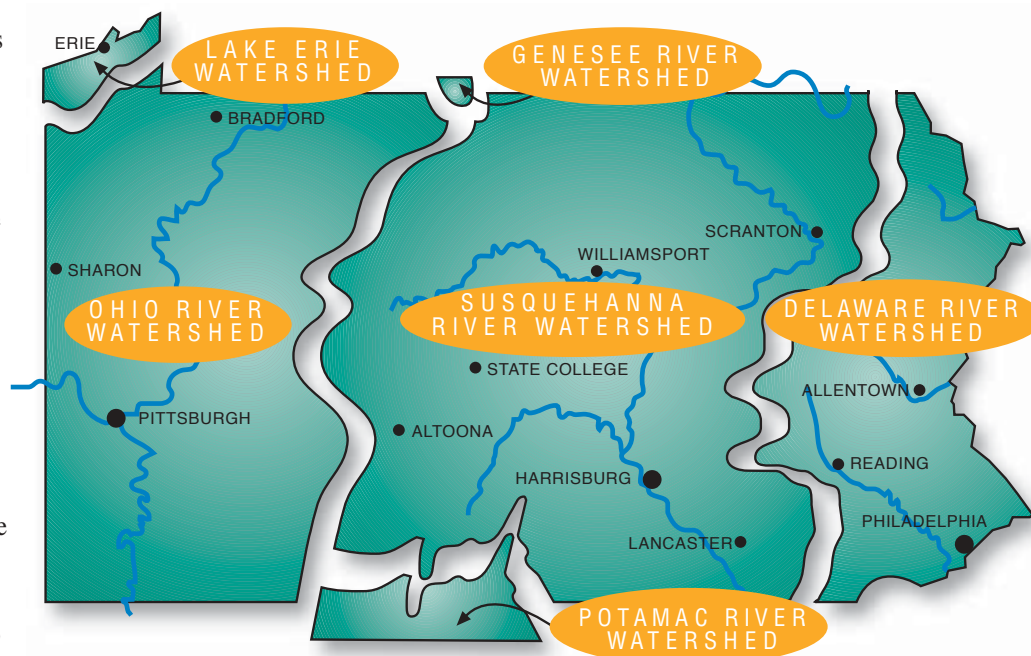 s
ERIE
LAKE ERIE
WATERSHED
GENESEE RIVER
WATERSHED
BRADFORD
SCRANTON
WILLIAMSPORT
SHARON
OHIO RIVER
WATERSHED
SUSQUEHANNA
RIVER WATERSHED
DELAWARE RIVER
WATERSHED
STATE COLLEGE
ALLENTOWN
PITTSBURGH
ALTOONA
READING
HARRISBURG
PHILADELPHIA
e
LANCASTER
POTAMAC RIVER
WATERSHED